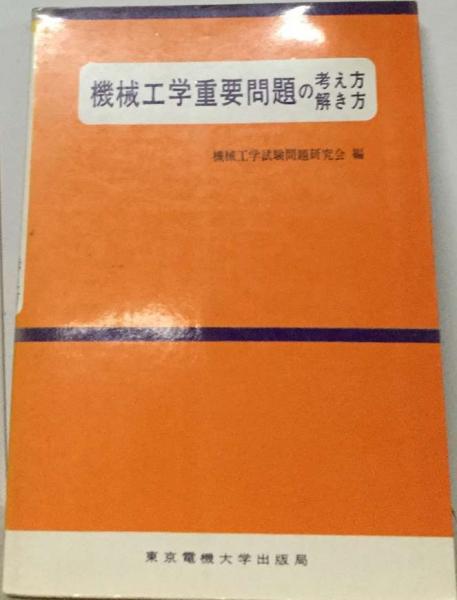 機械工学重要問題の考え方
解き方
機械工学試験問題研究会 編
東京電機大学出版局